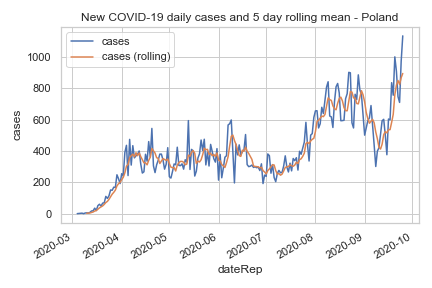 New COVID-19 daily cases and 5 day rolling mean - Poland
cases
cases (rolling)
1000
800
600
400
200
0
cases
2020-03
2020-04
2020-05
2020-06
2020-07
2020-08
2020-09
2020-10
dateRep